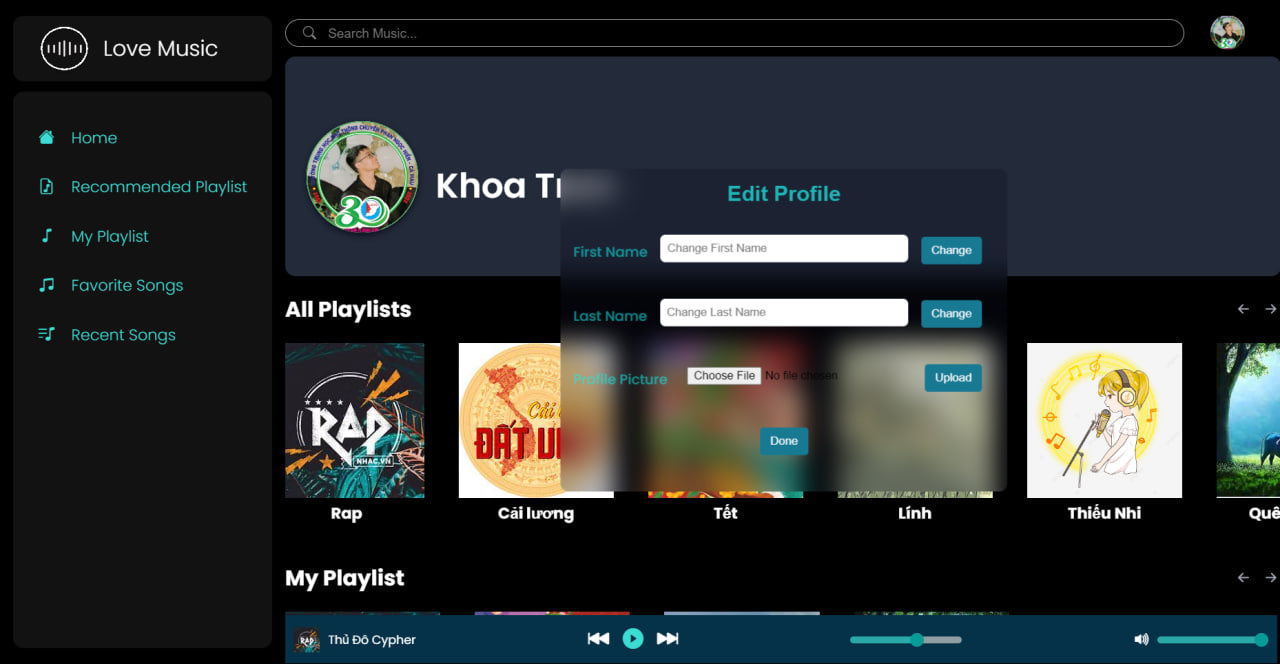 Love Music
Search Music...
Home
Recommended Playlist
My Playlist
Favorite Songs
Recent Songs
30
Khoa Tr
Edit Profile
First Name
Change First Name
Change
Last Name
Change Last Name
Change
Profile Picture
Choose File No file chosen
Upload
Done
All Playlists
RAP
NHAC.VN
Cải
ĐẤT
Rap
Cải lương
Tết
Lính
Thiếu Nhi
Quê
My Playlist
Thủ Đô Cypher